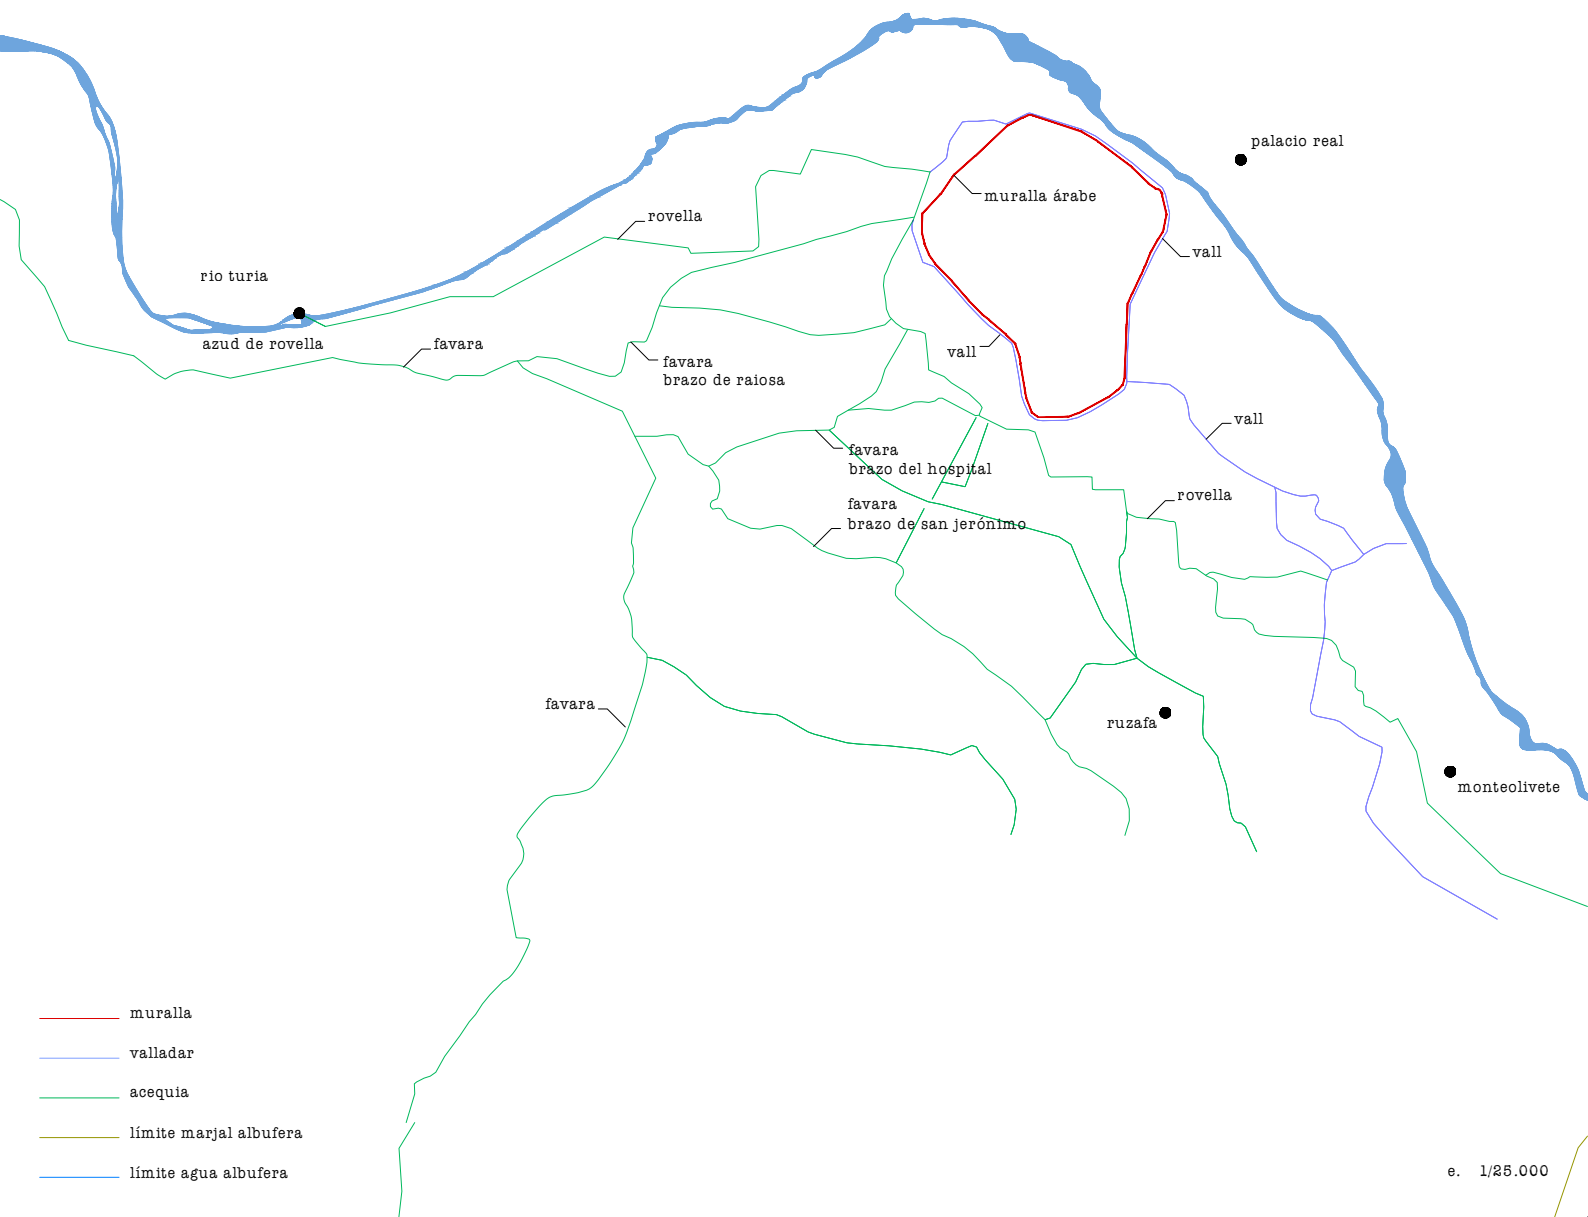 palacio real
muralla árabe
rovella
vall
rio turia
azud de rovella
favara
vall
favara
brazo de raiosa
vall
favara
brazo del hospital
rovella
favara
brazo de san jerónimo
favara
ruzafa
monteolivete
muralla
valladar
acequia
límite marjal albufera
límite agua albufera
e. 1/25.000